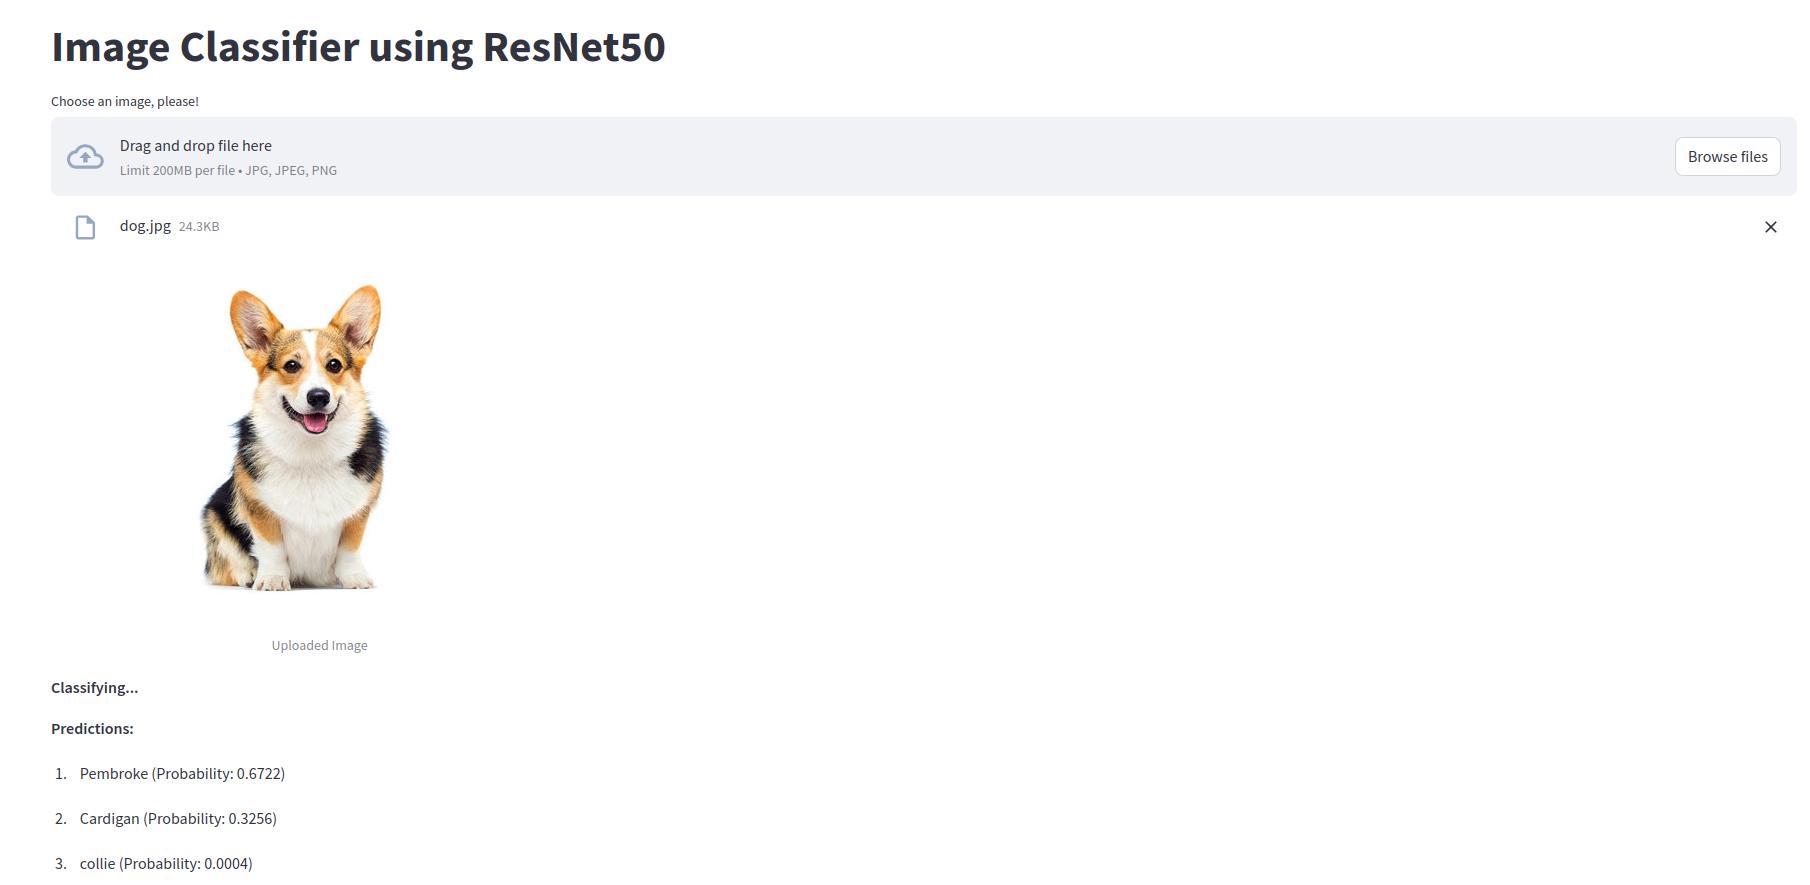 Image Classifier using ResNet50
Choose an image, please!
Drag and drop file here
Limit 200MB per file • JPG, JPEG, PNG
Browse files
dog.jpg 24.3KB
Uploaded Image
Classifying...
Predictions:
1. Pembroke (Probability: 0.6722)
2. Cardigan (Probability: 0.3256)
3. collie (Probability: 0.0004)